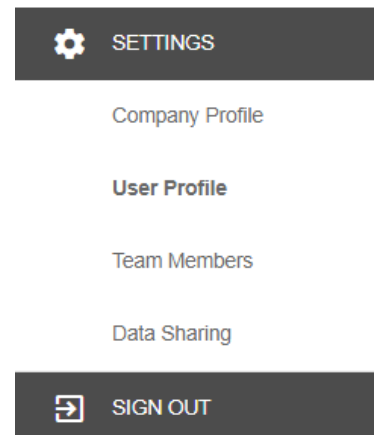 SETTINGS
Company Profile
User Profile
Team Members
Data Sharing
SIGN OUT